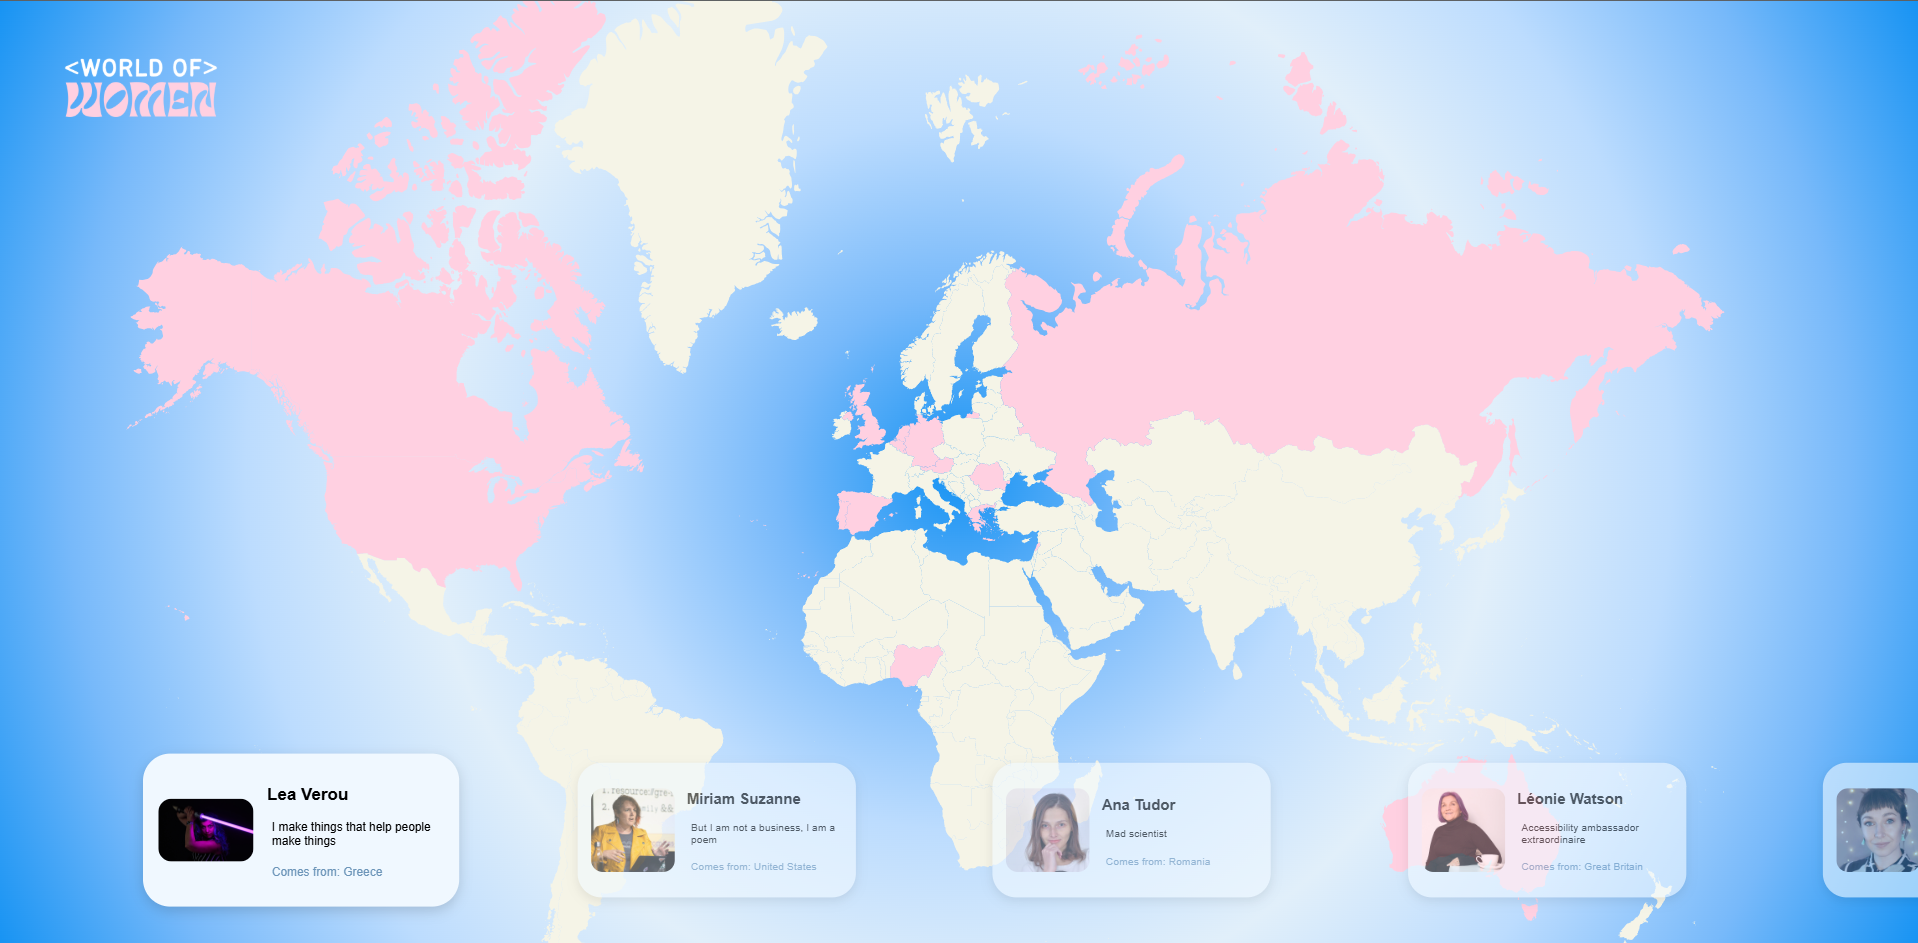 <WORLD OF>
WOMEN
Lea Verou
I make things that help people
make things
Comes from: Greece
Miriam Suzanne
But I am not a business, I am a
poem
Comes from: United States
Ana Tudor
Mad scientist
Comes from: Romania
Léonie Watson
Accessibility ambassador
extraordinaire
Comes from: Great Britain